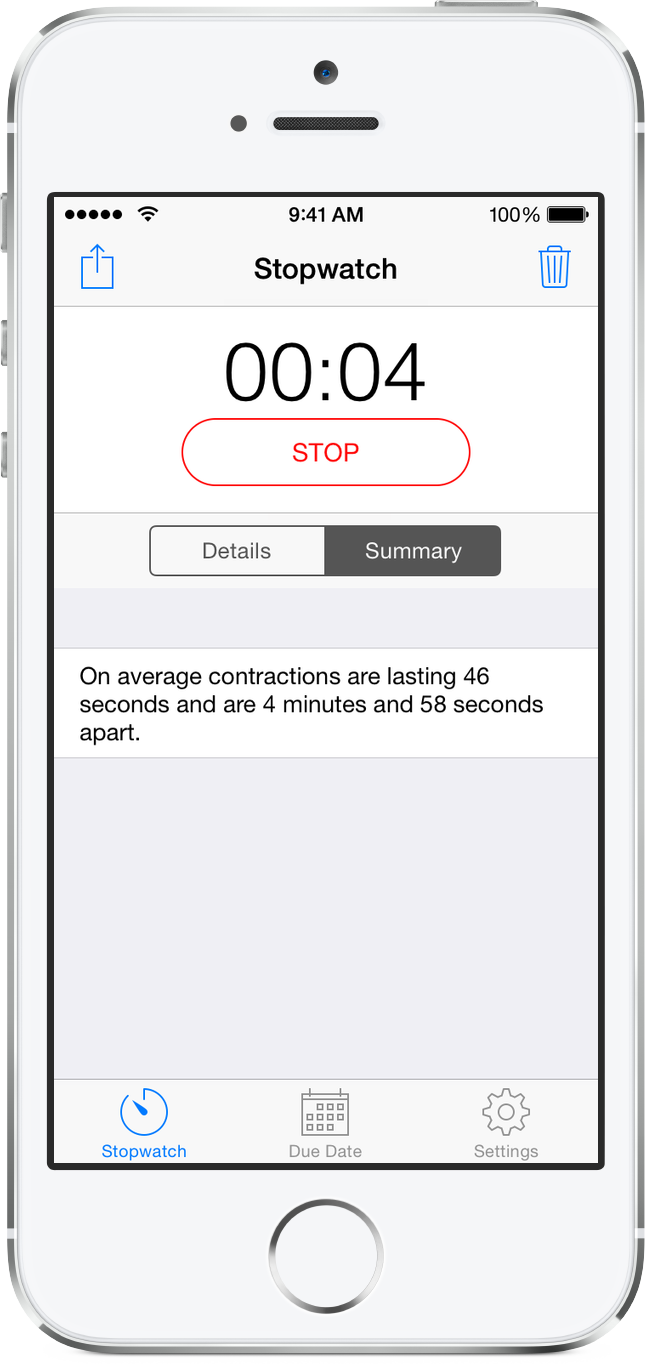 9:41 AM 100%
Stopwatch
00:04
STOP
Details Summary
On average contractions are lasting 46
seconds and are 4 minutes and 58 seconds
apart.
Stopwatch Due Date Settings